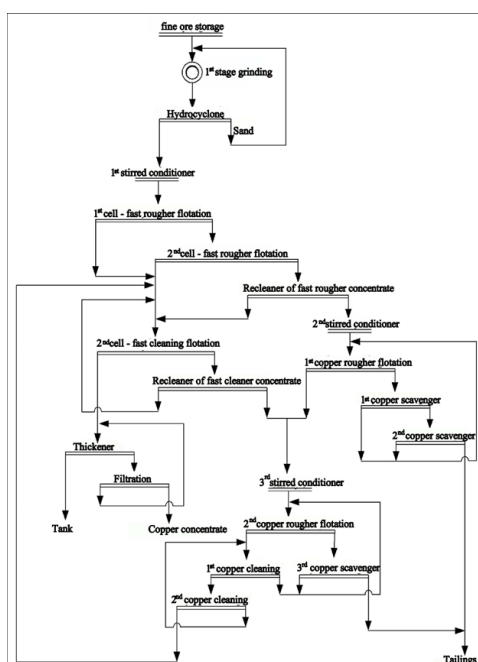 fine ore storage
1st stage grinding
Hydrocyclone
Sand
1st stirred conditioner
1st cell - fast rougher flotation
2nd cell - fast rougher flotation
Recleaner of fast rougher concentrate
2nd stirred conditioner
2nd cell - fast cleaning flotation
1st copper rougher flotation
Recleaner of fast cleaner concentrate
1st copper scavenger
2nd copper scavenger
Thickener
Filtration
3rd stirred conditioner
Tank
Copper concentrate
2nd copper rougher flotation
1st copper cleaning
3rd copper scavenger
2nd copper cleaning
Tailings